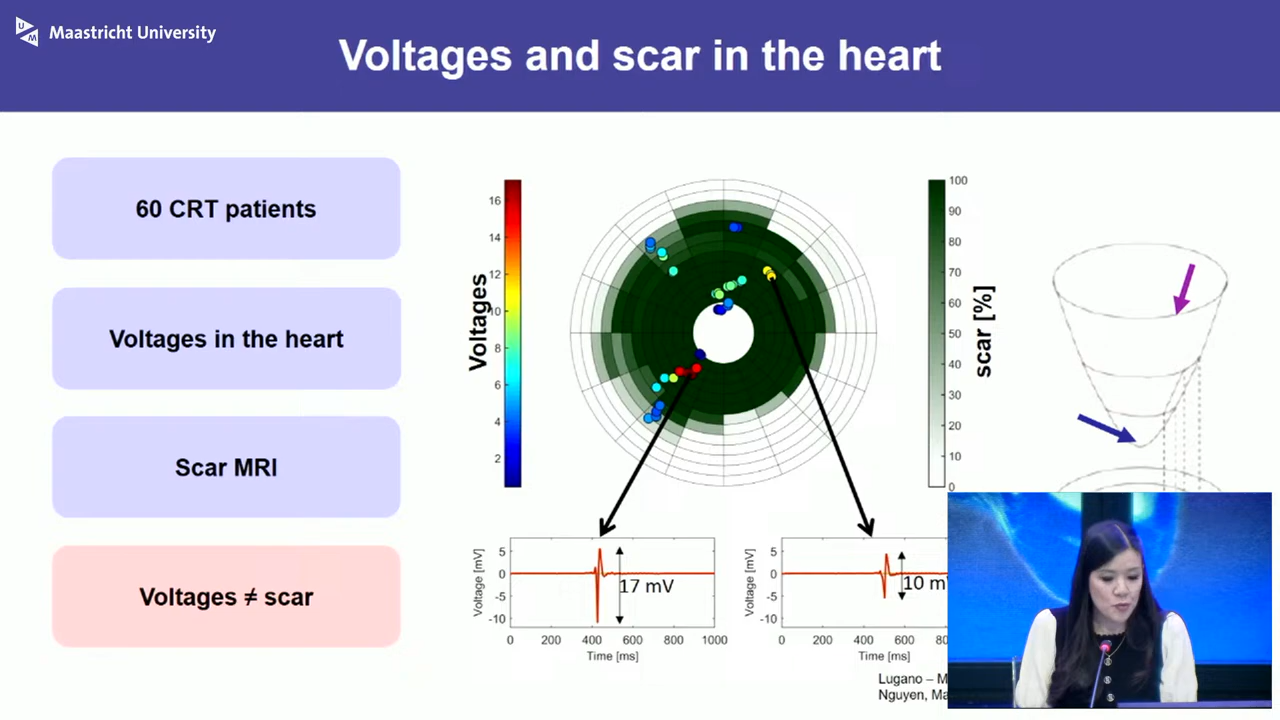 U
M
Maastricht University
Voltages and scar in the heart
60 CRT patients
Voltages in the heart
Scar MRI
Voltages ≠ scar
Voltages
16
14
12
10
8
6
4
2
100
90
80
70
60
50
40
30
20
10
0
scar [%]
Voltage [mV]
5
0
-5
-10
17 mV
0 200 400 600 800 1000
Time [ms]
Voltage [mV]
5
0
-5
-10
10 m
0 200 400 600
Time [ms]
Lugano – M
Nguyen, Ma